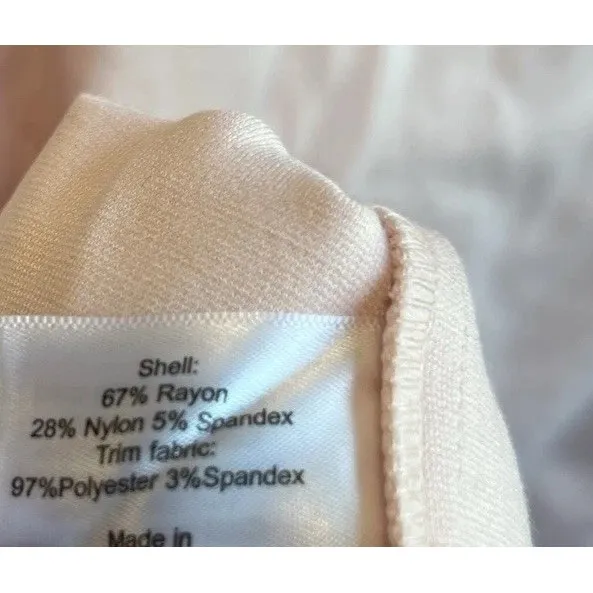 Shell:
67% Rayon
28% Nylon 5% Spandex
Trim fabric:
97%Polyester 3%Spandex
Made in